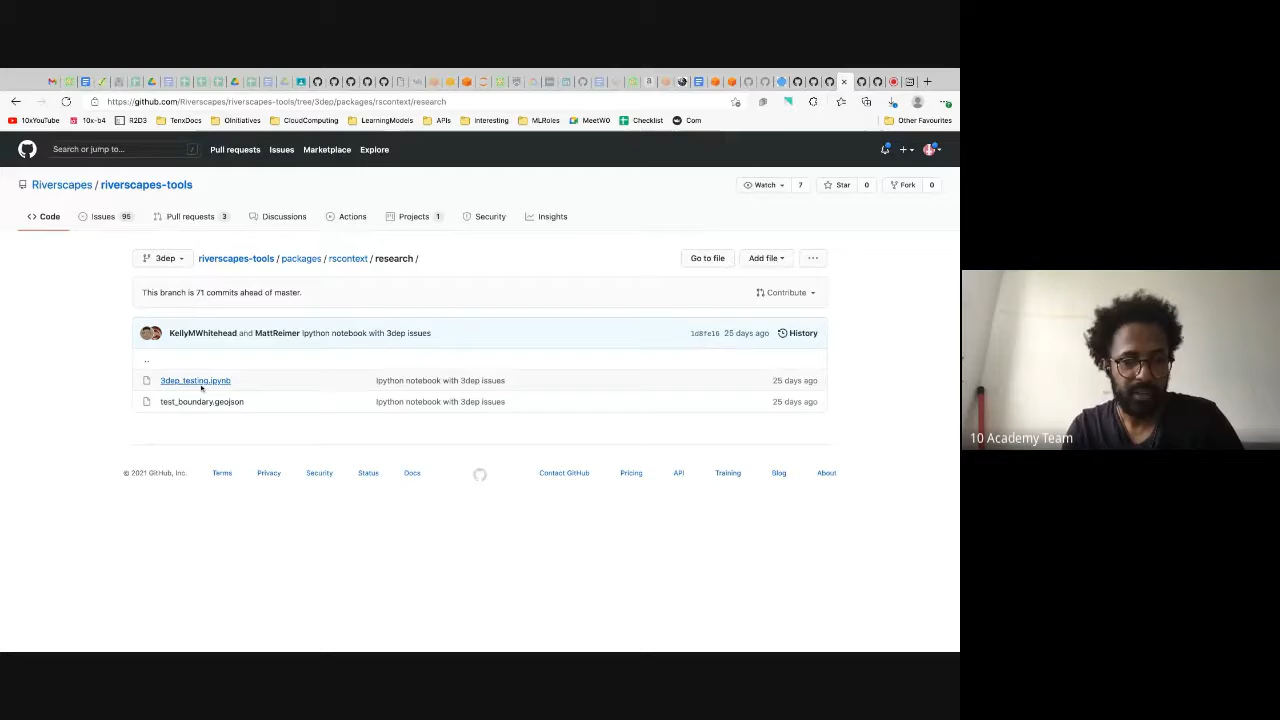 https://github.com/Riverscapes/riverscapes-tools/tree/3dep/packages/rscontext/research
10xYouTube 10x-b4 R2D3 TenxDocs OInitiatives CloudComputing LearningModels APIs Interesting MLRoles MeetW0 Checklist Com Other Favourites
Search or jump to... / Pull requests Issues Marketplace Explore
Riverscapes / riverscapes-tools Watch 7 Star 0 Fork 0
<> Code Issues 95 Pull requests 3 Discussions Actions Projects 1 Security Insights
3dep riverscapes-tools / packages / rscontext / research / Go to file Add file ...
This branch is 71 commits ahead of master. Contribute
KellyMWhitehead and MattReimer Ipython notebook with 3dep issues 1d8fe16 25 days ago History
..
3dep_testing.ipynb Ipython notebook with 3dep issues 25 days ago
test_boundary.geojson Ipython notebook with 3dep issues 25 days ago
© 2021 GitHub, Inc. Terms Privacy Security Status Docs Contact GitHub Pricing API Training Blog About
10 Academy Team